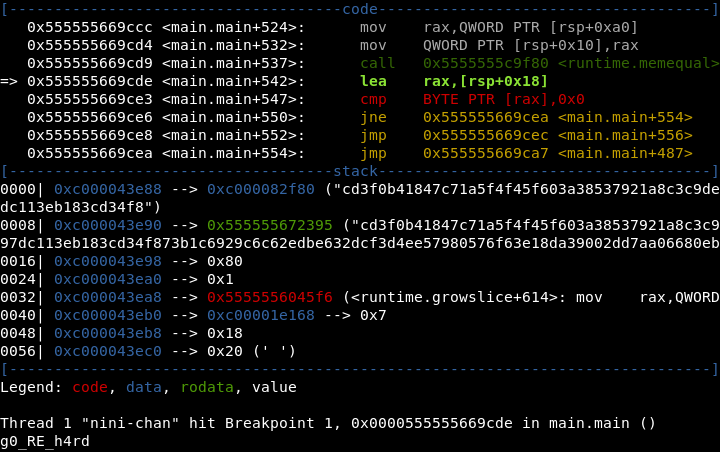 [-------------------------------------code-------------------------------------]
   0x555555669ccc <main.main+524>:      mov    rax,QWORD PTR [rsp+0xa0]
   0x555555669cd4 <main.main+532>:      mov    QWORD PTR [rsp+0x10],rax
   0x555555669cd9 <main.main+537>:      call   0x5555555c9f80 <runtime.memequal>
=> 0x555555669cde <main.main+542>:      lea    rax,[rsp+0x18]
   0x555555669ce3 <main.main+547>:      cmp    BYTE PTR [rax],0x0
   0x555555669ce6 <main.main+550>:      jne    0x555555669cea <main.main+554>
   0x555555669ce8 <main.main+552>:      jmp    0x555555669cec <main.main+556>
   0x555555669cea <main.main+554>:      jmp    0x555555669ca7 <main.main+487>
[------------------------------------stack-------------------------------------]
0000| 0xc000043e88 --> 0xc000082f80 ("cd3f0b41847c71a5f4f45f603a38537921a8c3c9de
dc113eb183cd34f8")
0008| 0xc000043e90 --> 0x555555672395 ("cd3f0b41847c71a5f4f45f603a38537921a8c3c9
97dc113eb183cd34f873b1c6929c6c62edbe632dcf3d4ee57980576f63e18da39002dd7aa06680eb
0016| 0xc000043e98 --> 0x80
0024| 0xc000043ea0 --> 0x1
0032| 0xc000043ea8 --> 0x5555556045f6 (<runtime.growslice+614>: mov    rax,QWORD
0040| 0xc000043eb0 --> 0xc00001e168 --> 0x7
0048| 0xc000043eb8 --> 0x18
0056| 0xc000043ec0 --> 0x20 (' ')
[------------------------------------------------------------------------------]
Legend: code, data, rodata, value

Thread 1 "nini-chan" hit Breakpoint 1, 0x0000555555669cde in main.main ()
g0_RE_h4rd